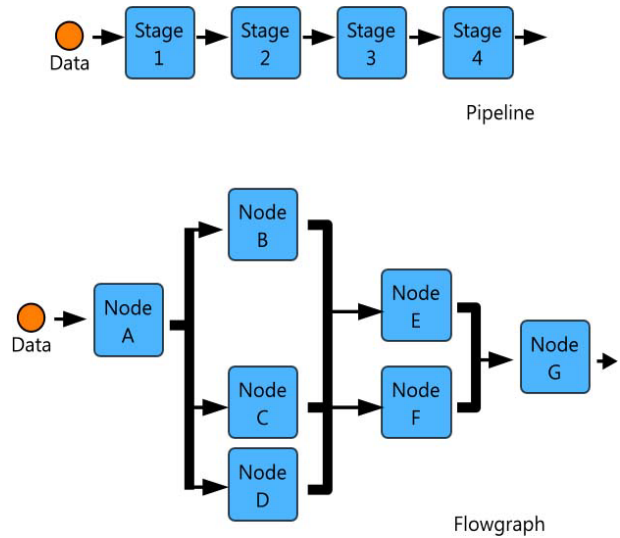 Data
Stage
1
Stage
2
Stage
3
Stage
4
Pipeline
Data
Node
A
Node
B
Node
C
Node
D
Node
E
Node
F
Node
G
Flowgraph